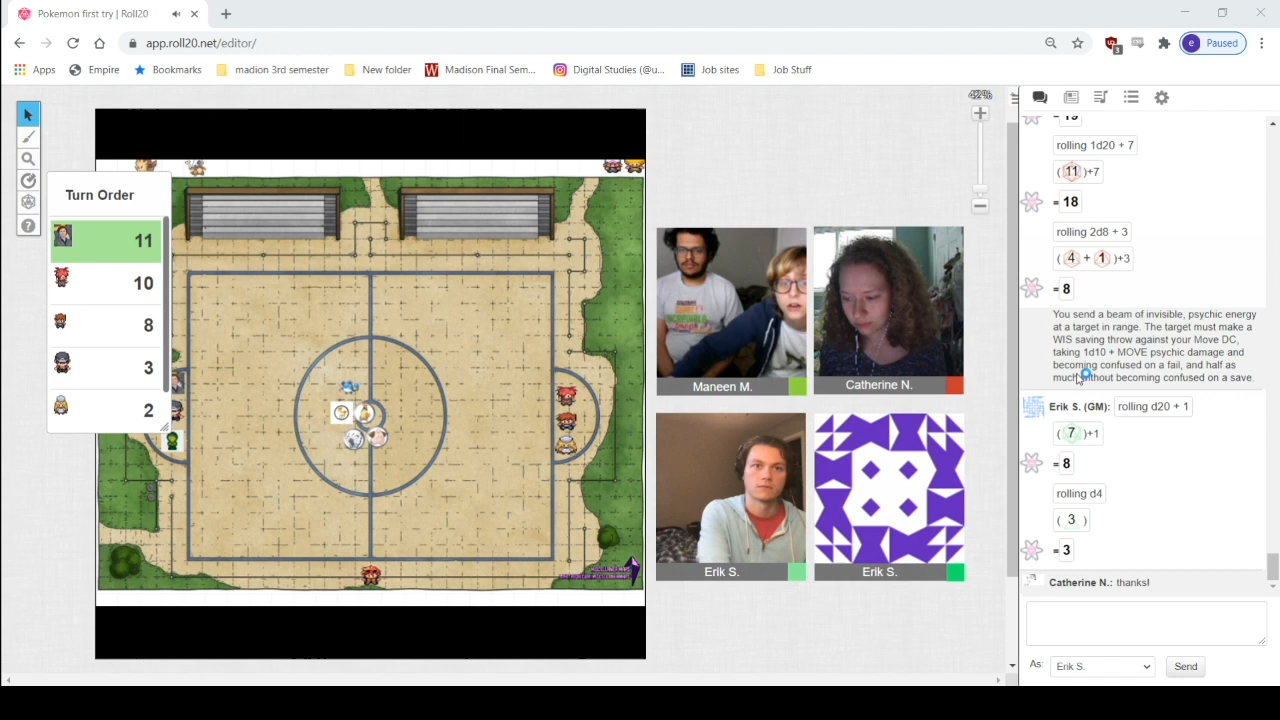 Pokemon first try | Roll20
app.roll20.net/editor/
3
e
Paused
Apps
Empire
Bookmarks
madion 3rd semester
New folder
Madison Final Sem...
Digital Studies (@u...
Job sites
Job Stuff
42%
Turn Order
11
10
8
3
2
Maneen M.
Catherine N.
Erik S.
Erik S.
= 19
rolling 1d20 + 7
( 11 )+7
= 18
rolling 2d8 + 3
( 4 + 1 )+3
= 8
You send a beam of invisible, psychic energy
at a target in range. The target must make a
WIS saving throw against your Move DC,
taking 1d10 + MOVE psychic damage and
becoming confused on a fail, and half as
much without becoming confused on a save.
Erik S. (GM): rolling d20 + 1
( 7 )+1
= 8
rolling d4
( 3 )
= 3
Catherine N.: thanks!
As: Erik S.
Send